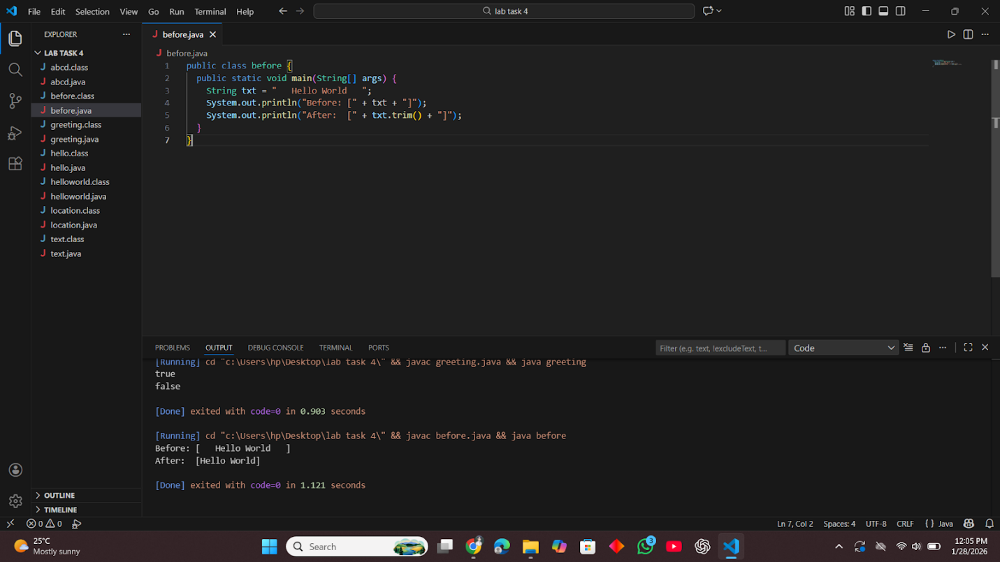 File Edit Selection View Go Run Terminal Help
lab task 4
EXPLORER
LAB TASK 4
abcd.class
abcd.java
before.class
before.java
greeting.class
greeting.java
hello.class
hello.java
helloworld.class
helloworld.java
location.class
location.java
text.class
text.java
OUTLINE
TIMELINE
before.java
before.java
1 public class before {
2 public static void main(String[] args) {
3 String txt = "   Hello World   ";
4 System.out.println("Before: [" + txt + "]");
5 System.out.println("After:  [" + txt.trim() + "]");
6 }
7 }
PROBLEMS OUTPUT DEBUG CONSOLE TERMINAL PORTS
Filter (e.g. text, !excludeText, t...
Code
[Running] cd "c:\Users\hp\Desktop\lab task 4\" && javac greeting.java && java greeting
true
false
[Done] exited with code=0 in 0.903 seconds
[Running] cd "c:\Users\hp\Desktop\lab task 4\" && javac before.java && java before
Before: [   Hello World   ]
After:  [Hello World]
[Done] exited with code=0 in 1.121 seconds
0 0
Ln 7, Col 2 Spaces: 4 UTF-8 CRLF { } Java
25°C
Mostly sunny
Search
3
12:05 PM
1/28/2026